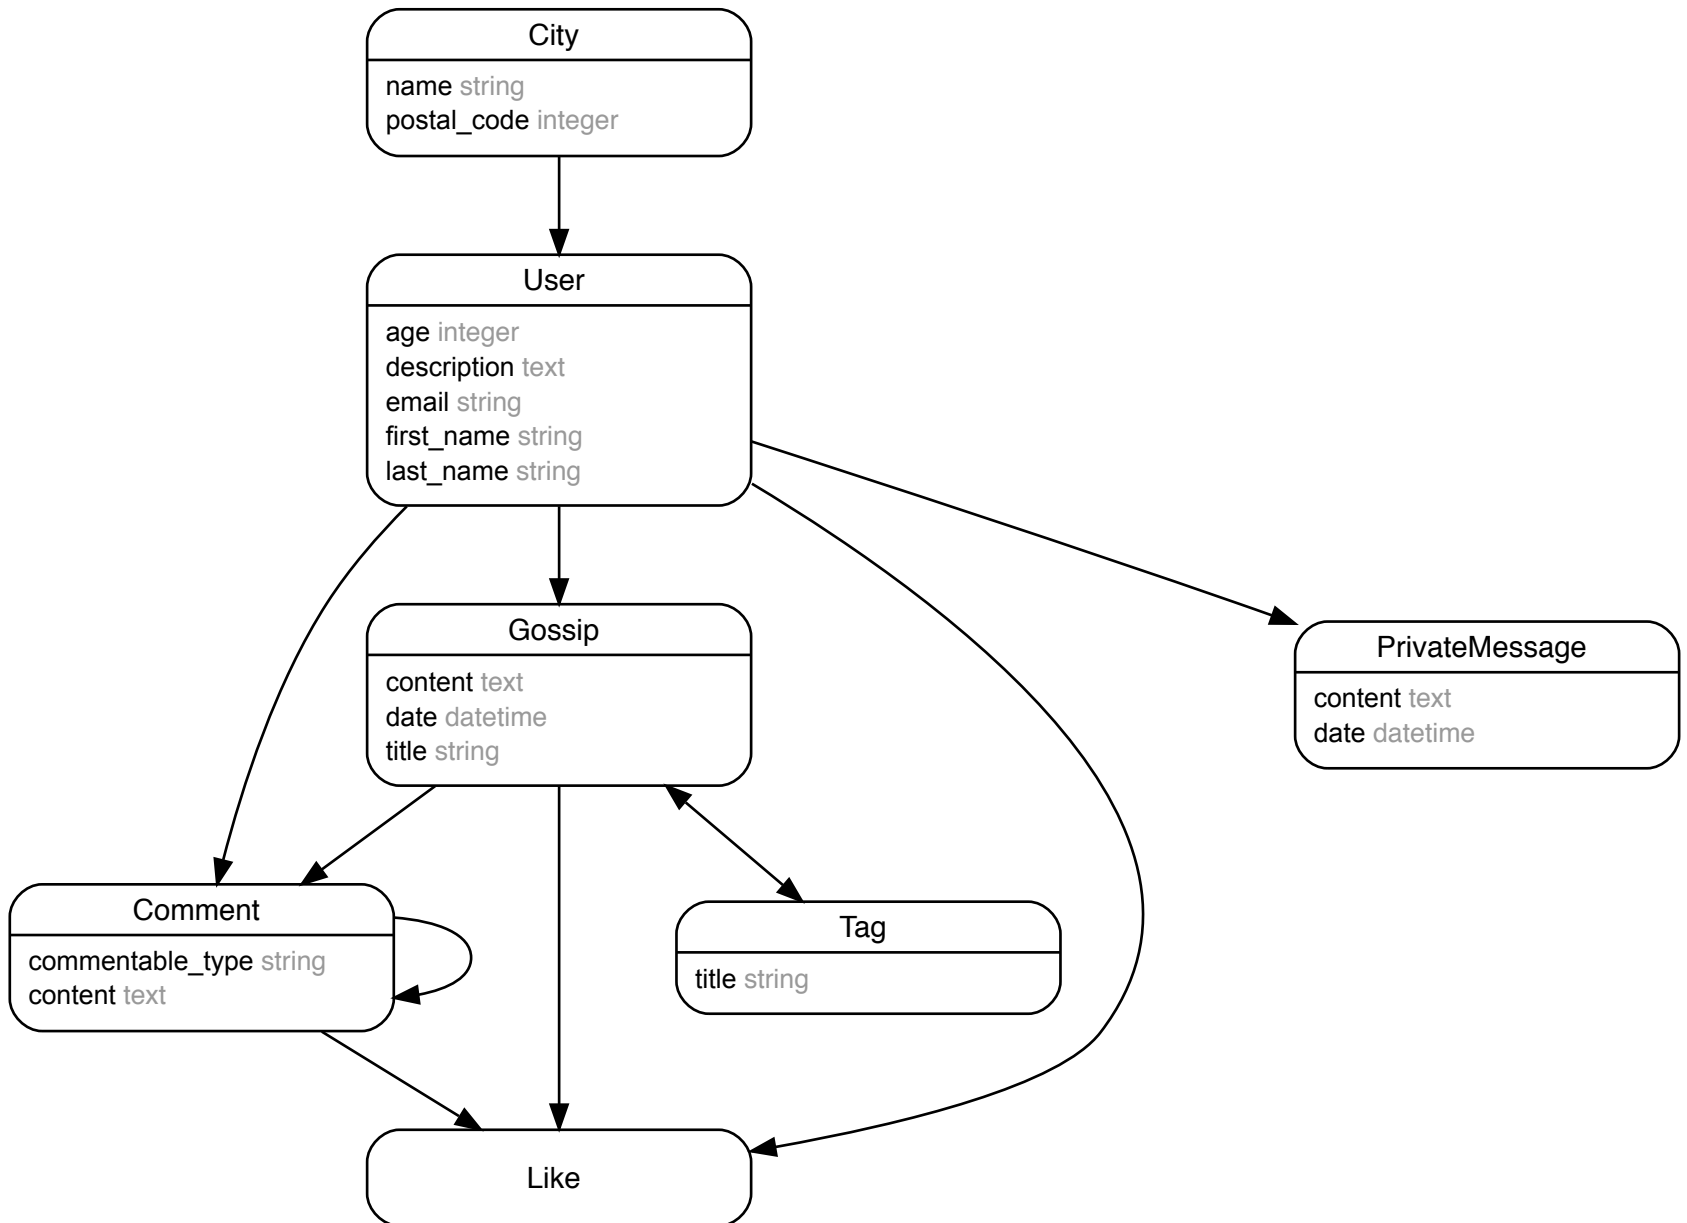 City
name string
postal_code integer
User
age integer
description text
email string
first_name string
last_name string
Gossip
content text
date datetime
title string
PrivateMessage
content text
date datetime
Comment
commentable_type string
content text
Tag
title string
Like